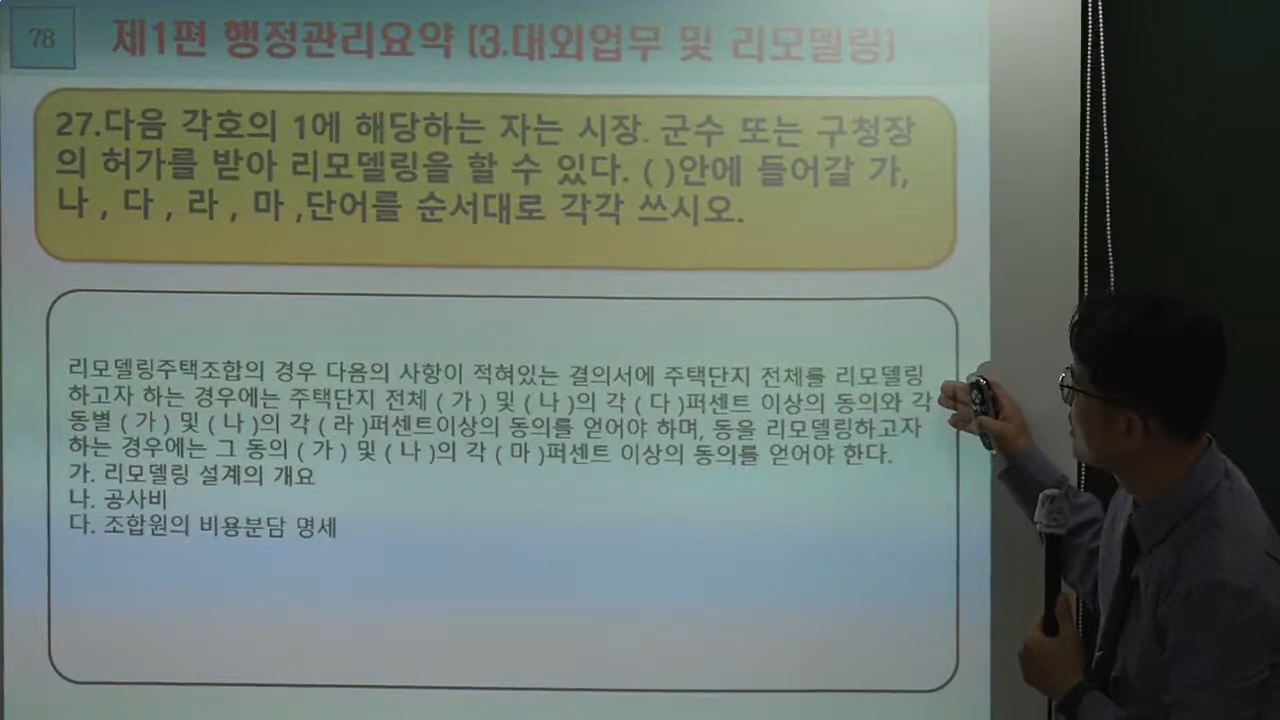 78
제1편 행정관리요약 (3.대외업무 및 리모델링)
27.다음 각호의 1에 해당하는 자는 시장. 군수 또는 구청장
의 허가를 받아 리모델링을 할 수 있다. ( )안에 들어갈 가,
나 , 다 , 라 , 마 ,단어를 순서대로 각각 쓰시오.
리모델링주택조합의 경우 다음의 사항이 적혀있는 결의서에 주택단지 전체를 리모델링
하고자 하는 경우에는 주택단지 전체 ( 가 ) 및 ( 나 )의 각 ( 다 )퍼센트 이상의 동의와 각
동별 ( 가 ) 및 ( 나 )의 각 ( 라 )퍼센트이상의 동의를 얻어야 하며, 동을 리모델링하고자
하는 경우에는 그 동의 ( 가 ) 및 ( 나 )의 각 ( 마 )퍼센트 이상의 동의를 얻어야 한다.
가. 리모델링 설계의 개요
나. 공사비
다. 조합원의 비용분담 명세